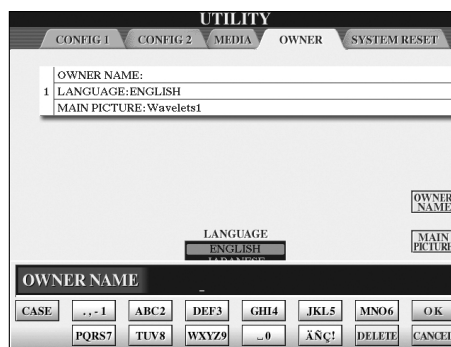 UTILITY
CONFIG 1 CONFIG 2 MEDIA OWNER SYSTEM RESET
OWNER NAME:
1 LANGUAGE:ENGLISH
MAIN PICTURE:Wavelets1
OWNER
NAME
LANGUAGE
ENGLISH
JAPANESE
MAIN
PICTURE
OWNER NAME _
CASE .,-1 ABC2 DEF3 GHI4 JKL5 MNO6 OK
PQRS7 TUV8 WXYZ9 ⎵0 ÄÑÇ! DELETE CANCEL